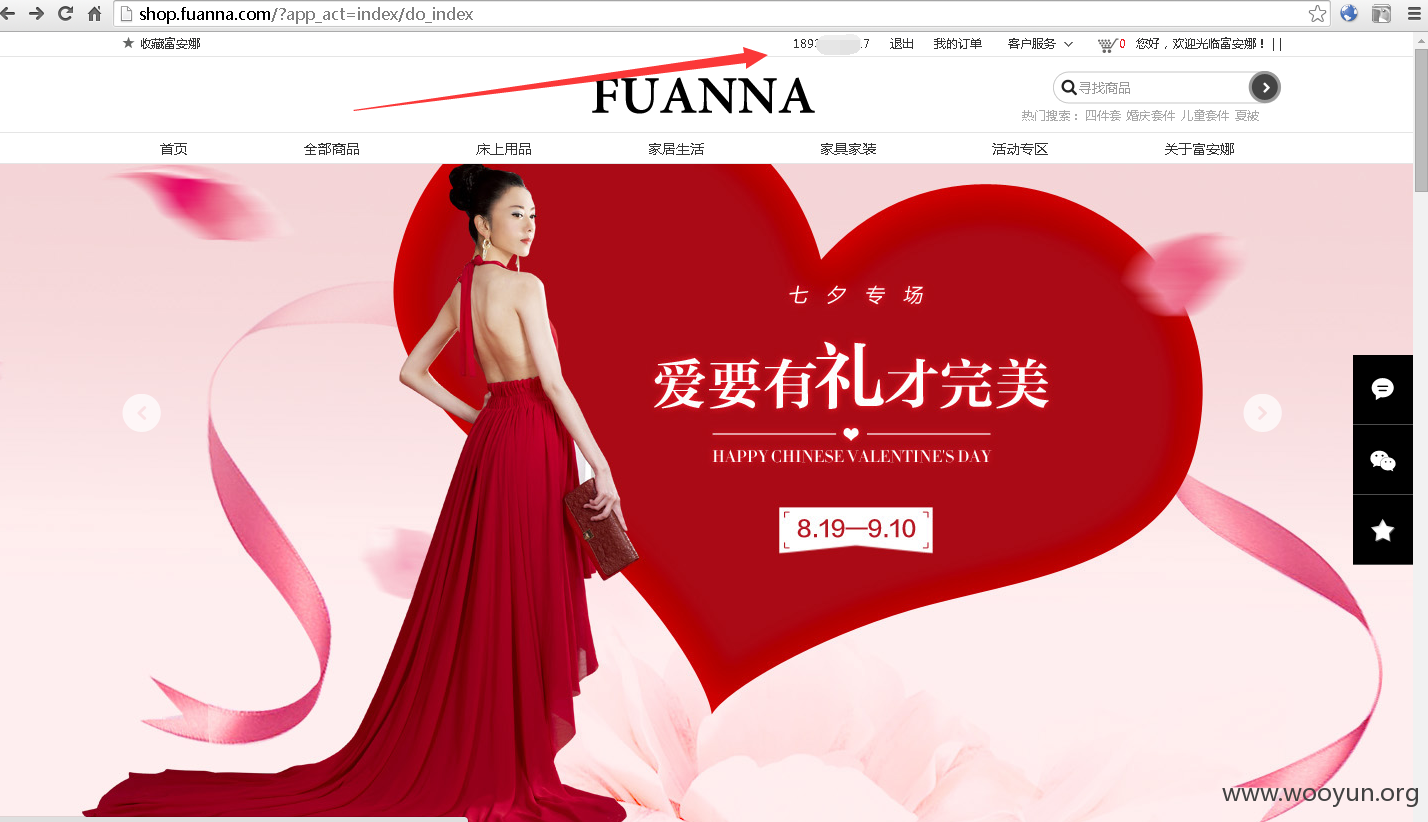 shop.fuanna.com/?app_act=index/do_index
★ 收藏富安娜
189 .7 退出 我的订单 客户服务 0 您好，欢迎光临富安娜！||
FUANNA
寻找商品
热门搜索： 四件套 婚庆套件 儿童套件 夏被
首页 全部商品 床上用品 家居生活 家具家装 活动专区 关于富安娜
七夕专场
爱要有礼才完美
HAPPY CHINESE VALENTINE'S DAY
8.19—9.10
www.wooyun.org